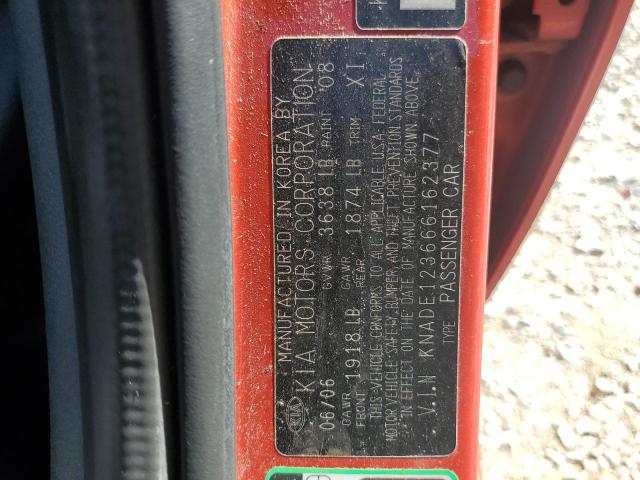 MANUFACTURED IN KOREA BY
KIA KIA MOTORS CORPORATION
06/06 GVWR 3638 LB PAINT '08
GAWR FRONT 1918LB GAWR REAR 1874 LB TRIM XI
THIS VEHICLE CONFORMS TO ALL APPLICABLE U.S.A. FEDERAL
MOTOR VEHICLE SAFETY, BUMPER, AND THEFT PREVENTION STANDARDS
IN EFFECT ON THE DATE OF MANUFACTURE SHOWN ABOVE.
V.I.N KNADE123666162377
TYPE PASSENGER CAR